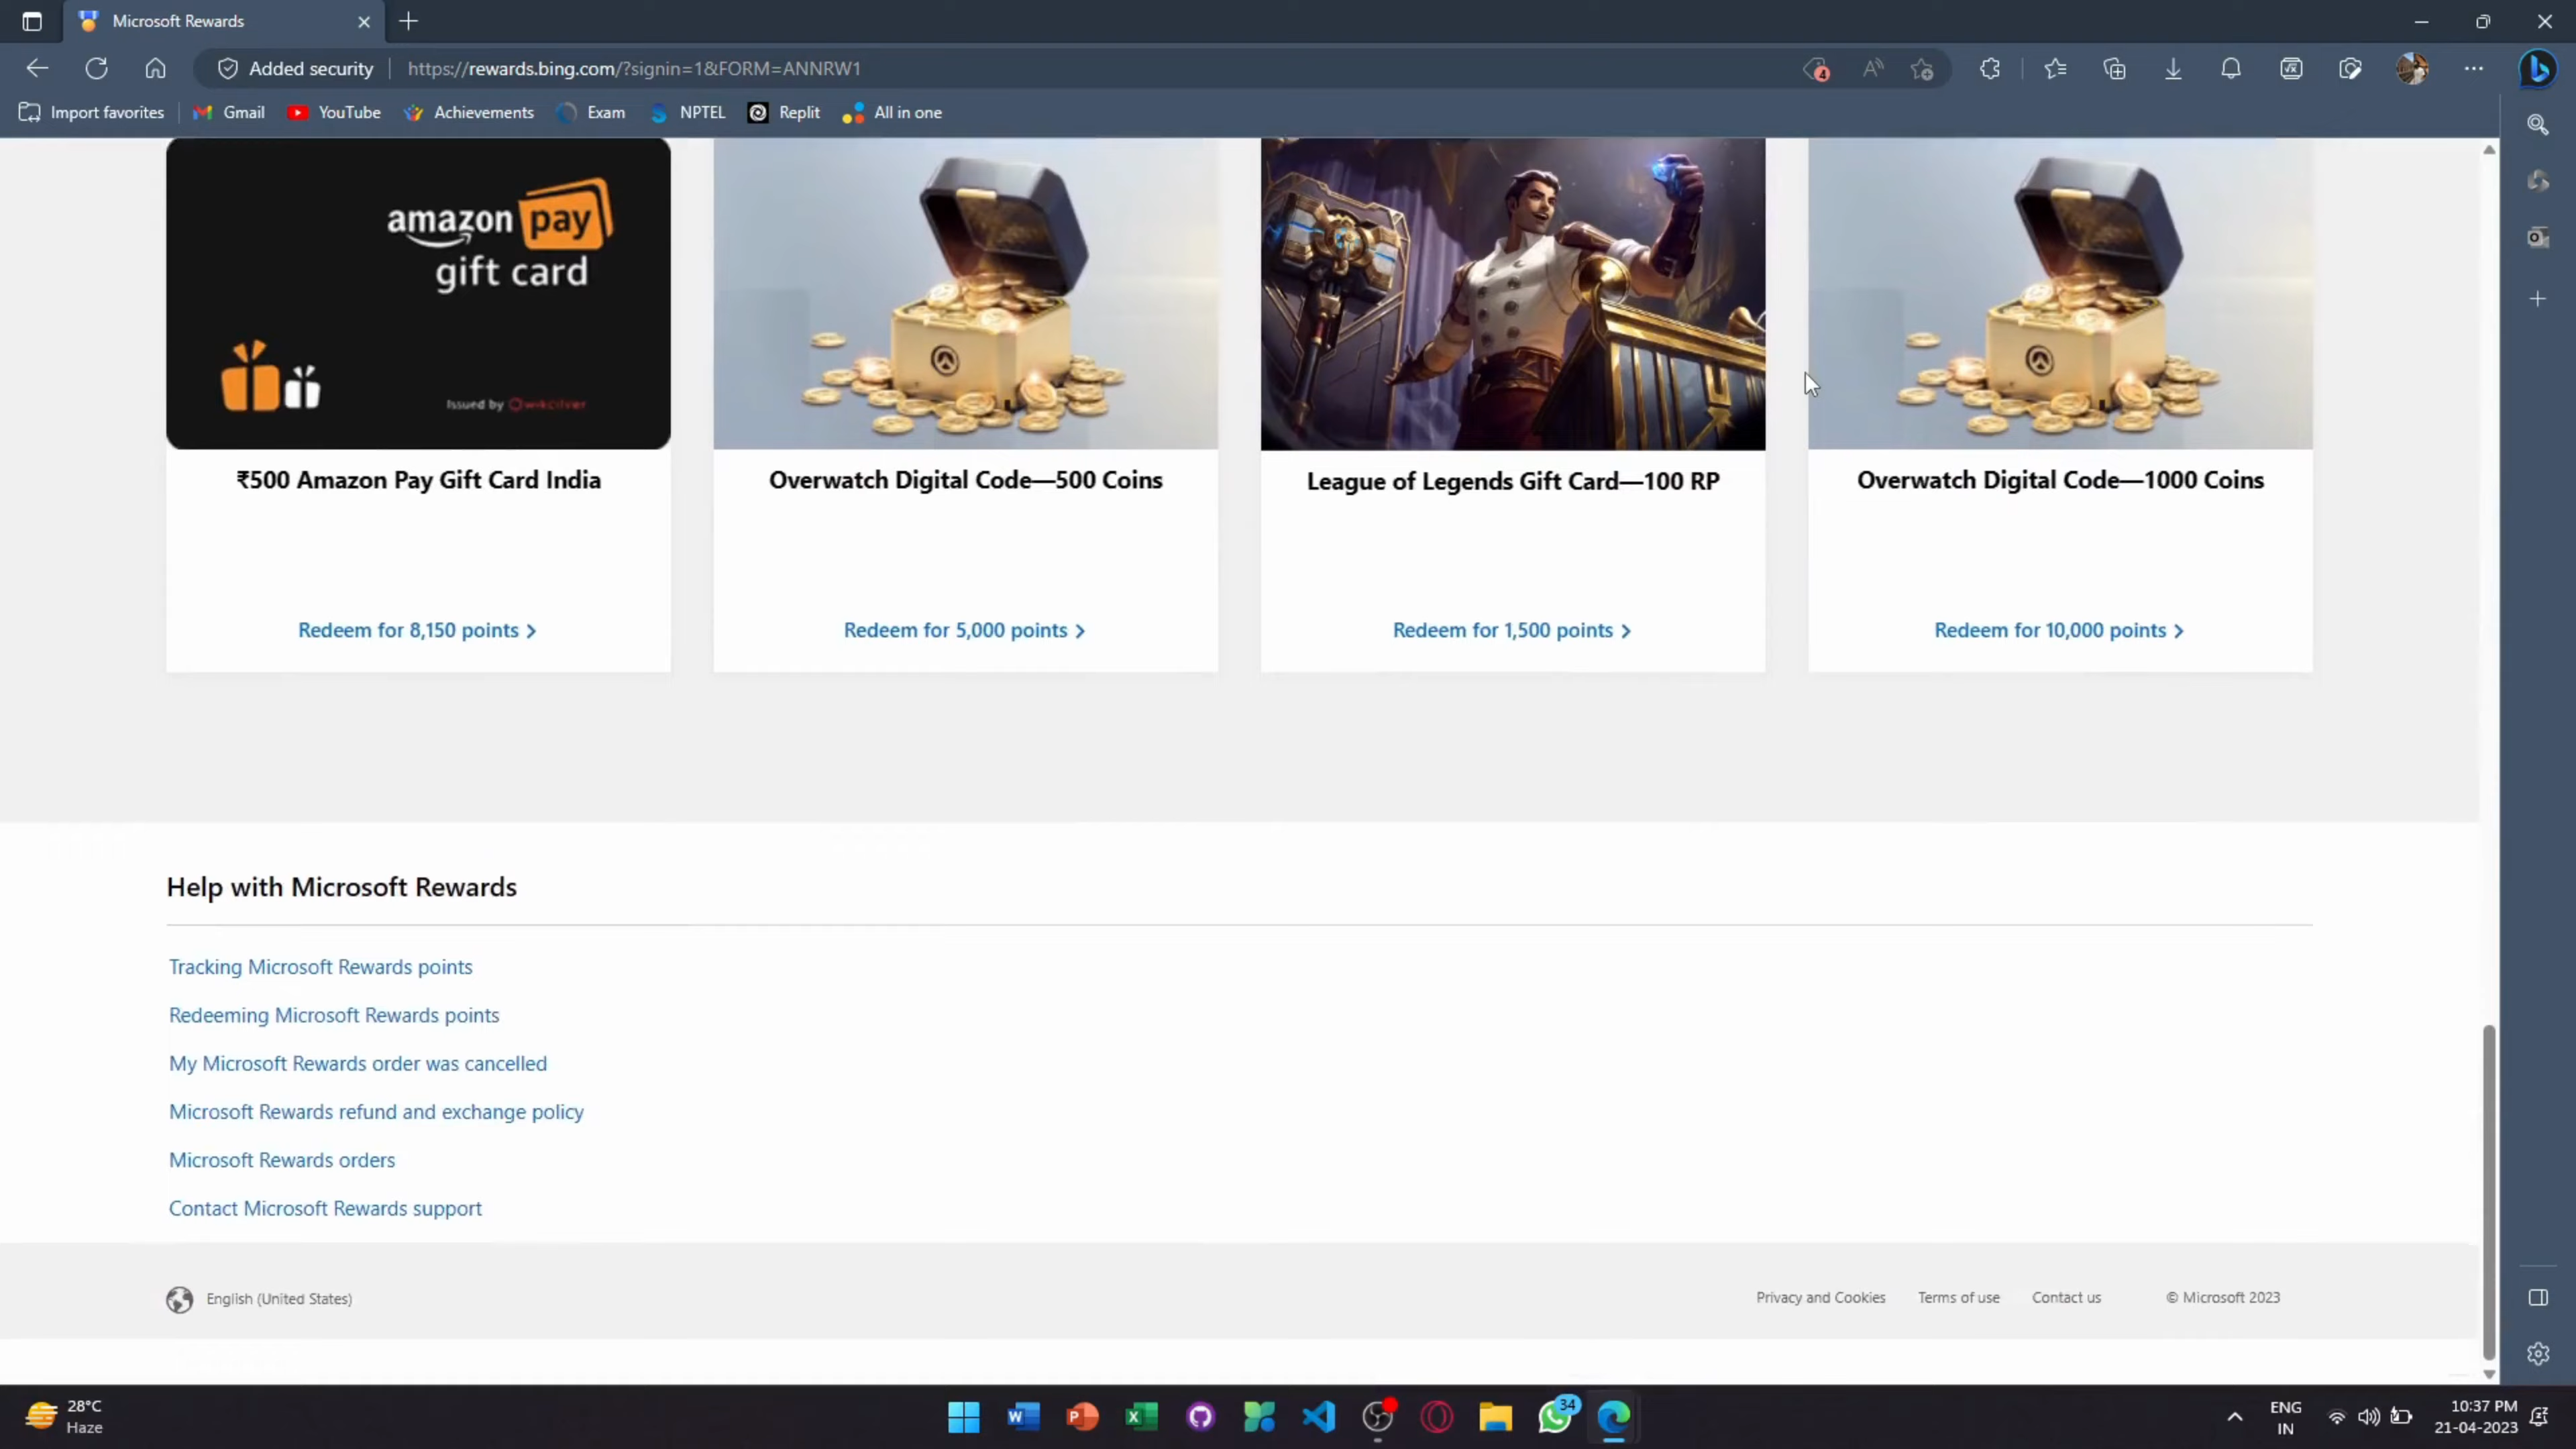 Microsoft Rewards
Added security
https://rewards.bing.com/?signin=1&FORM=ANNRW1
4
Import favorites
Gmail
YouTube
Achievements
Exam
NPTEL
Replit
All in one
amazon pay
gift card
Issued by Qwikcilver
₹500 Amazon Pay Gift Card India
Redeem for 8,150 points
Overwatch Digital Code—500 Coins
Redeem for 5,000 points
League of Legends Gift Card—100 RP
Redeem for 1,500 points
Overwatch Digital Code—1000 Coins
Redeem for 10,000 points
Help with Microsoft Rewards
Tracking Microsoft Rewards points
Redeeming Microsoft Rewards points
My Microsoft Rewards order was cancelled
Microsoft Rewards refund and exchange policy
Microsoft Rewards orders
Contact Microsoft Rewards support
English (United States)
Privacy and Cookies
Terms of use
Contact us
© Microsoft 2023
28°C
Haze
34
ENG
IN
10:37 PM
21-04-2023